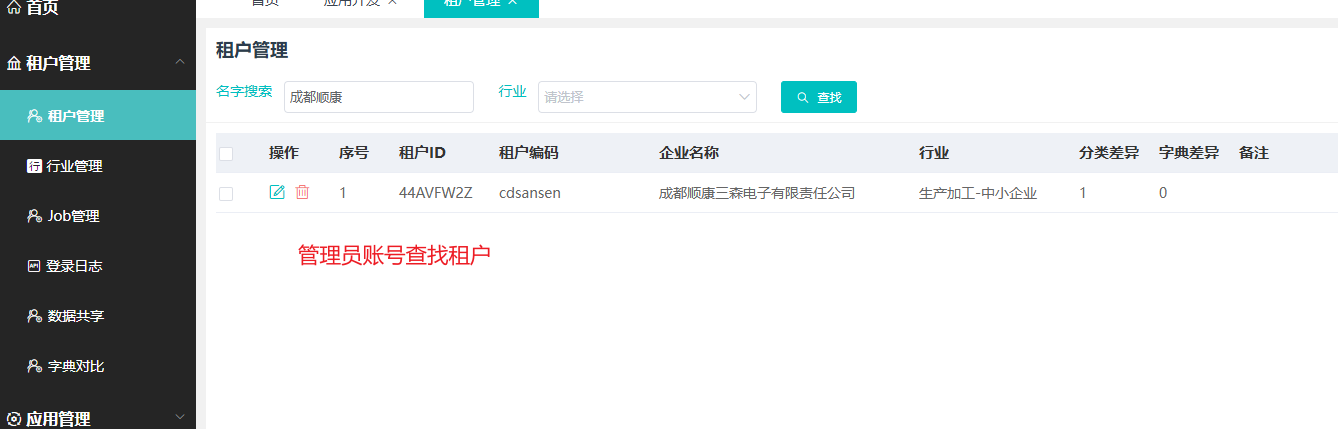 首页
租户管理
租户管理
行 行业管理
Job管理
API 登录日志
数据共享
字典对比
应用管理
首页 应用开发 × 租户管理 ×
租户管理
名字搜索 成都顺康 行业 请选择 查找
操作 序号 租户ID 租户编码 企业名称 行业 分类差异 字典差异 备注
1 44AVFW2Z cdsansen 成都顺康三森电子有限责任公司 生产加工-中小企业 1 0
管理员账号查找租户